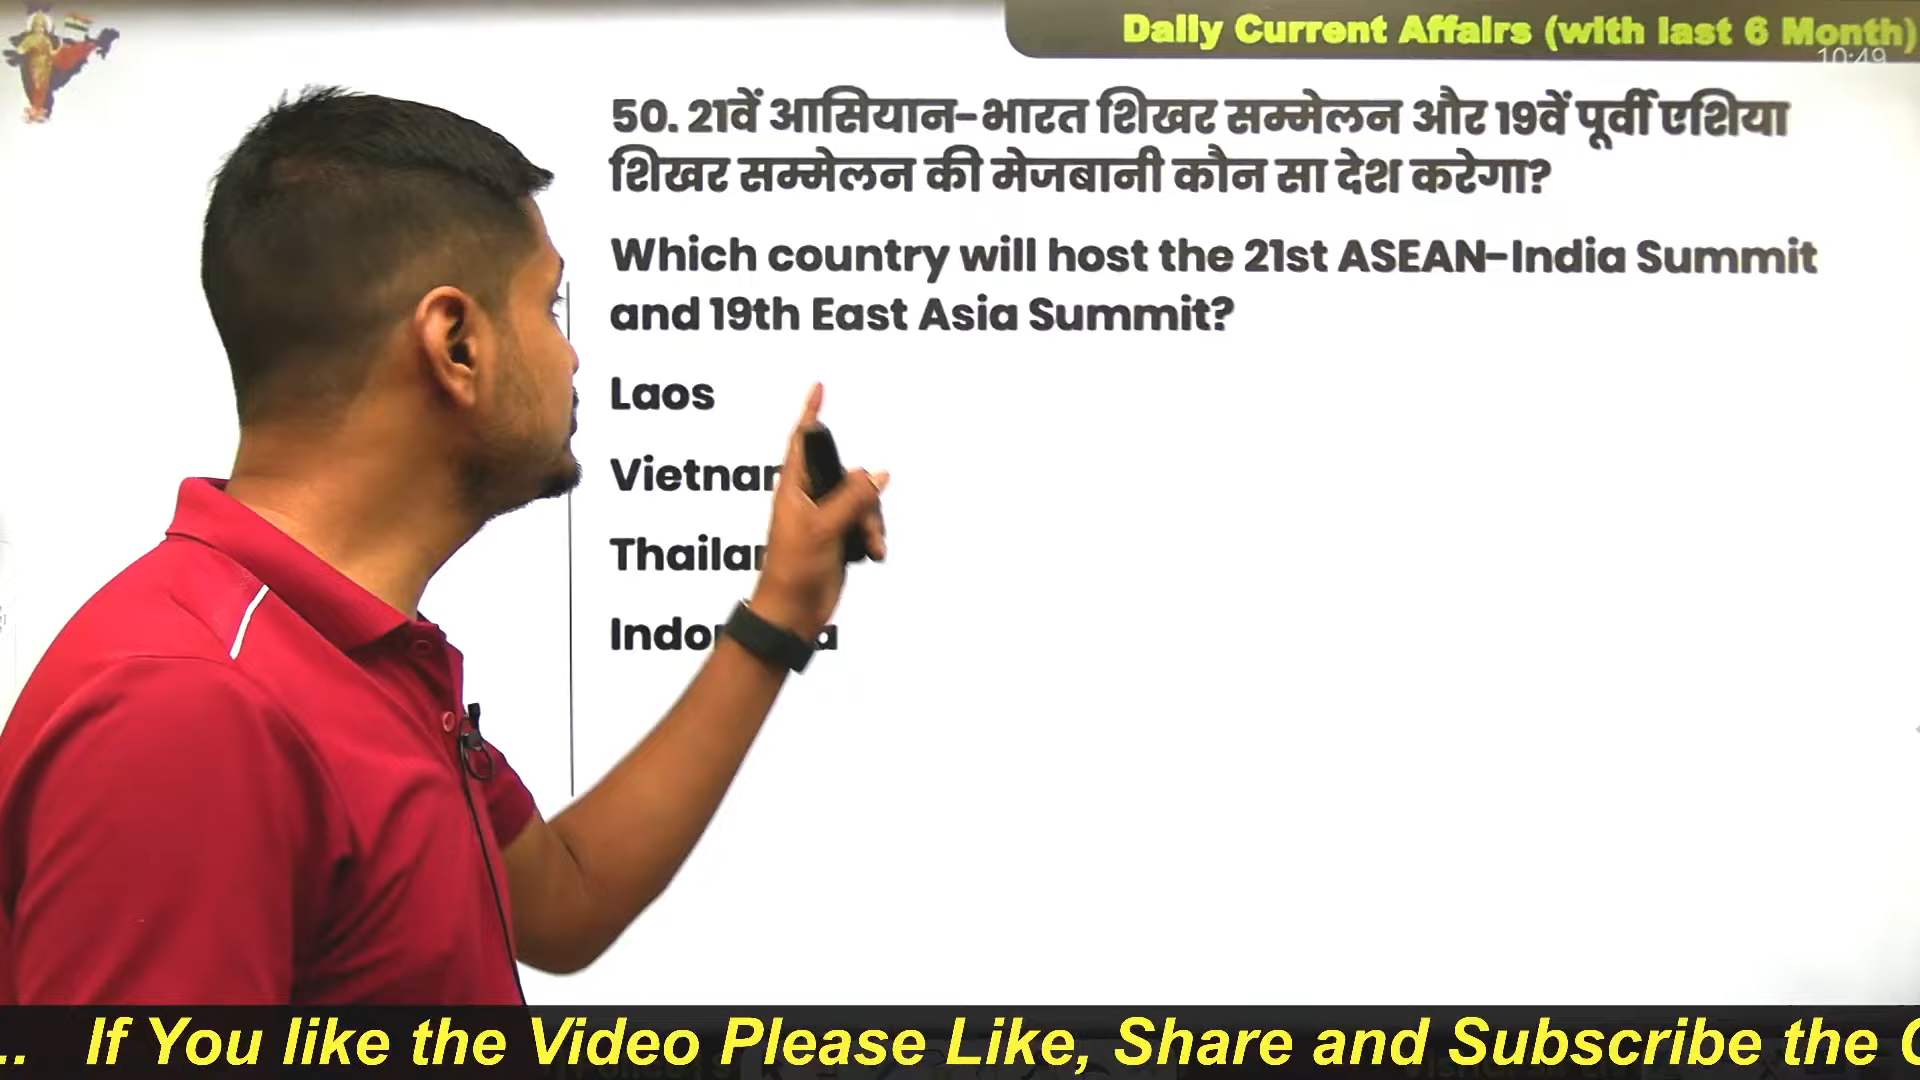 Daily Current Affairs (with last 6 Month)
10:49
50. 21वें आसियान-भारत शिखर सम्मेलन और 19वें पूर्वी एशिया
शिखर सम्मेलन की मेजबानी कौन सा देश करेगा?
Which country will host the 21st ASEAN-India Summit
and 19th East Asia Summit?
Laos
.. If You like the Video Please Like, Share and Subscribe the